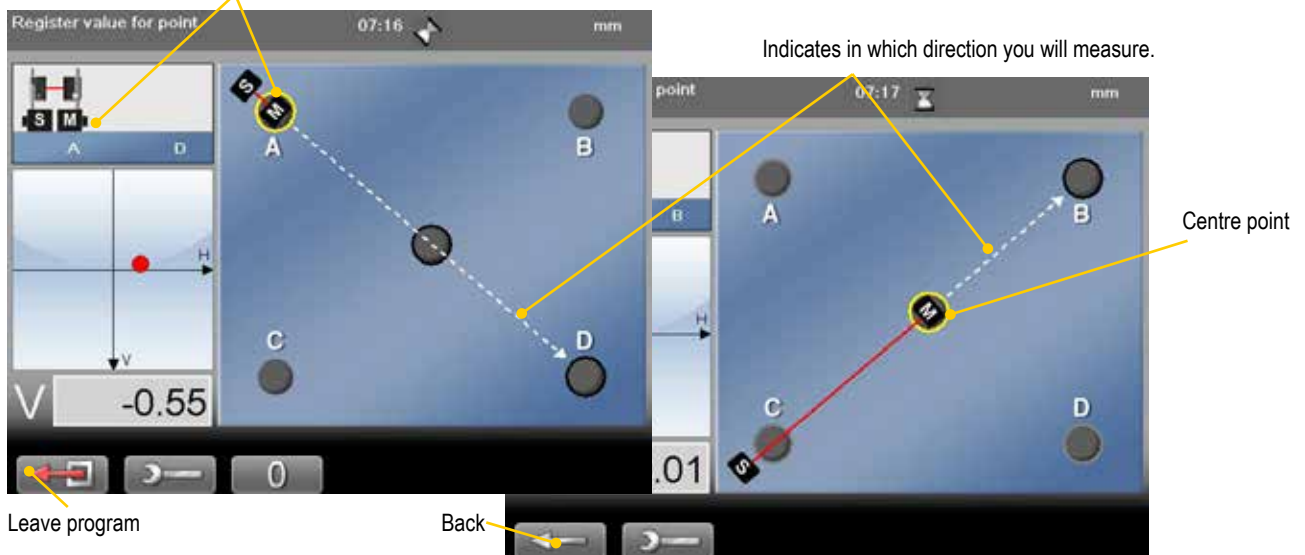 Register value for point
07:16
mm
Indicates in which direction you will measure.
S M
A D
H
V
V -0.55
S
M
A
B
C
D
0
Leave program
point
07:17
mm
B
H
.01
A
B
M
C
D
S
Centre point
Back